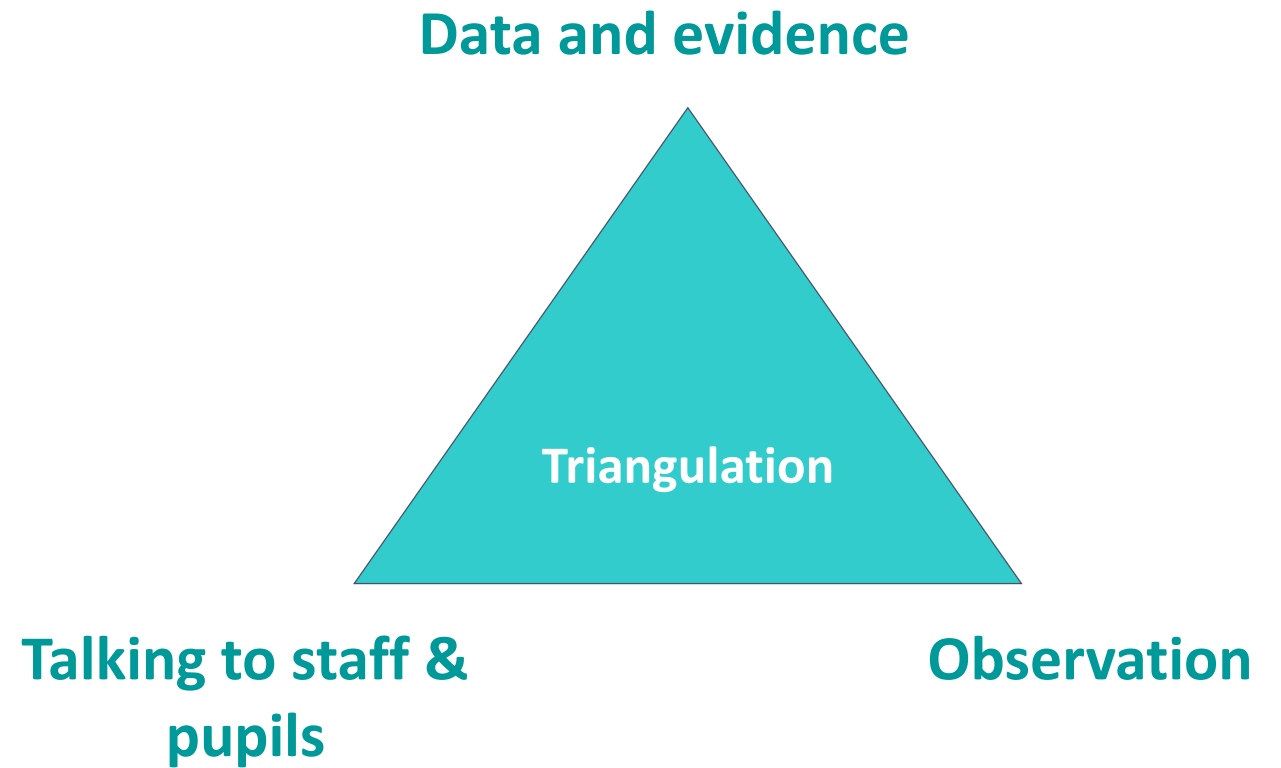 Data and evidence
Triangulation
Talking to staff &
pupils
Observation